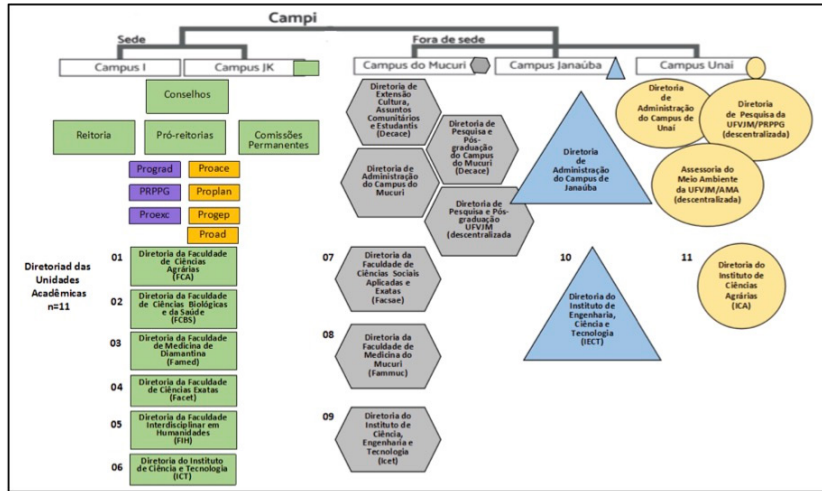 Campi
Sede
Fora de sede
Campus I
Campus JK
Campus do Mucuri
Campus Janaúba
Campus Unaí
Conselhos
Reitoria
Pró-reitorias
Comissões
Permanentes
Prograd
Proace
PRPPG
Proplan
Proexc
Progep
Proad
Diretoria de
Extensão
Cultura,
Assuntos
Comunitários
e Estudantis
(Decace)
Diretoria de
Pesquisa e
Pós-
graduação
do Campus
do Mucuri
(Decace)
Diretoria de
Administração do
Campus do
Mucuri
Diretoria de
Pesquisa e Pós-
graduação
UFVJM
(descentralizada
Diretoria
de
Administração
do Campus de
Janaúba
Diretoria
de
Administração
do Campus de
Unaí
Diretoria
de Pesquisa da
UFVJM/PRPPG
(descentralizada)
Assessoria do
Meio Ambiente
da UFVJM/AMA
(descentralizada)
Diretoriad das
Unidades
Acadêmicas
n=11
01
Diretoria da Faculdade
de Ciências
Agrárias
(FCA)
02
Diretoria da Faculdade
de Ciências Biológicas
e da Saúde
(FCBS)
03
Diretoria da Faculdade
de Medicina de
Diamantina
(Famed)
04
Diretoria da Faculdade
de Ciências Exatas
(Facet)
05
Diretoria da Faculdade
Interdisciplinar em
Humanidades
(FIH)
06
Diretoria do Instituto
de Ciência e Tecnologia
(ICT)
07
Diretoria da
Faculdade de
Ciências Sociais
Aplicadas e
Exatas
(Facsae)
08
Diretoria da
Faculdade de
Medicina do
Mucuri
(Fammuc)
09
Diretoria do
Instituto de
Ciência,
Engenharia e
Tecnologia
(Icet)
10
Diretoria do
Instituto de
Engenharia,
Ciência e
Tecnologia
(IECT)
11
Diretoria do
Instituto de
Ciências
Agrárias
(ICA)